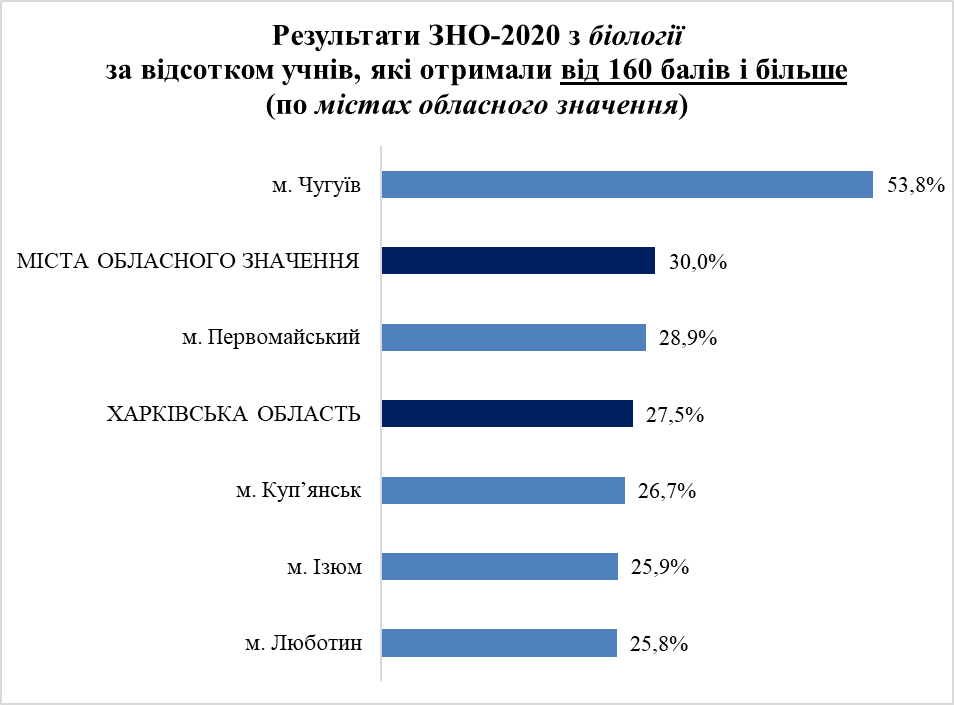 Результати ЗНО-2020 з біології
за відсотком учнів, які отримали від 160 балів і більше
(по містах обласного значення)
м. Чугуїв 53,8%
МІСТА ОБЛАСНОГО ЗНАЧЕННЯ 30,0%
м. Первомайський 28,9%
ХАРКІВСЬКА ОБЛАСТЬ 27,5%
м. Куп’янськ 26,7%
м. Ізюм 25,9%
м. Люботин 25,8%